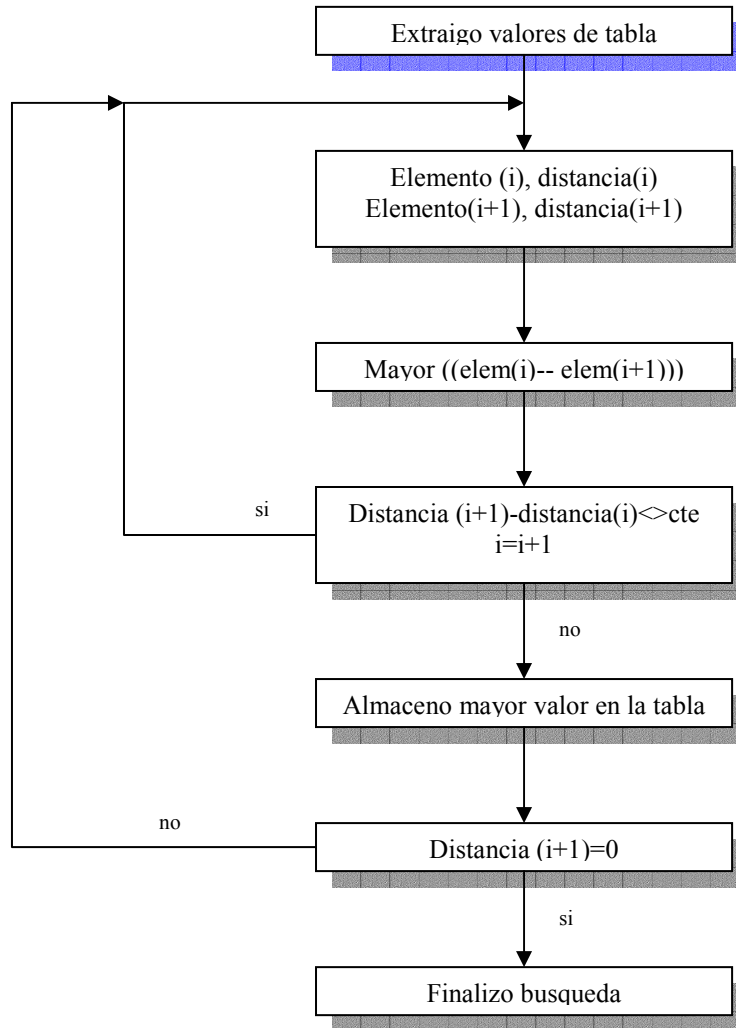 Extraigo valores de tabla
Elemento (i), distancia(i)
Elemento(i+1), distancia(i+1)
Mayor ((elem(i)-- elem(i+1)))
si
Distancia (i+1)-distancia(i)<>cte
i=i+1
no
Almaceno mayor valor en la tabla
no
Distancia (i+1)=0
si
Finalizo busqueda